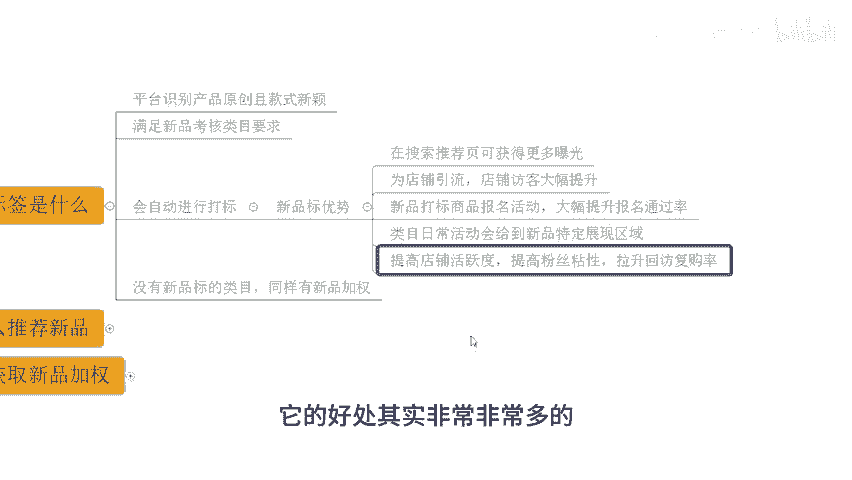 平台识别产品原创且款式新颖
满足新品考核类目要求
在搜索推荐页可获得更多曝光
为店铺引流，店铺访客大幅提升
标签是什么
会自动进行打标
新品标优势
新品打标商品报名活动，大幅提升报名通过率
类目日常活动会给到新品特定展现区域
提高店铺活跃度，提高粉丝粘性，拉升回访复购率
没有新品标的类目，同样有新品加权
么推荐新品
获取新品加权
它的好处其实非常非常多的